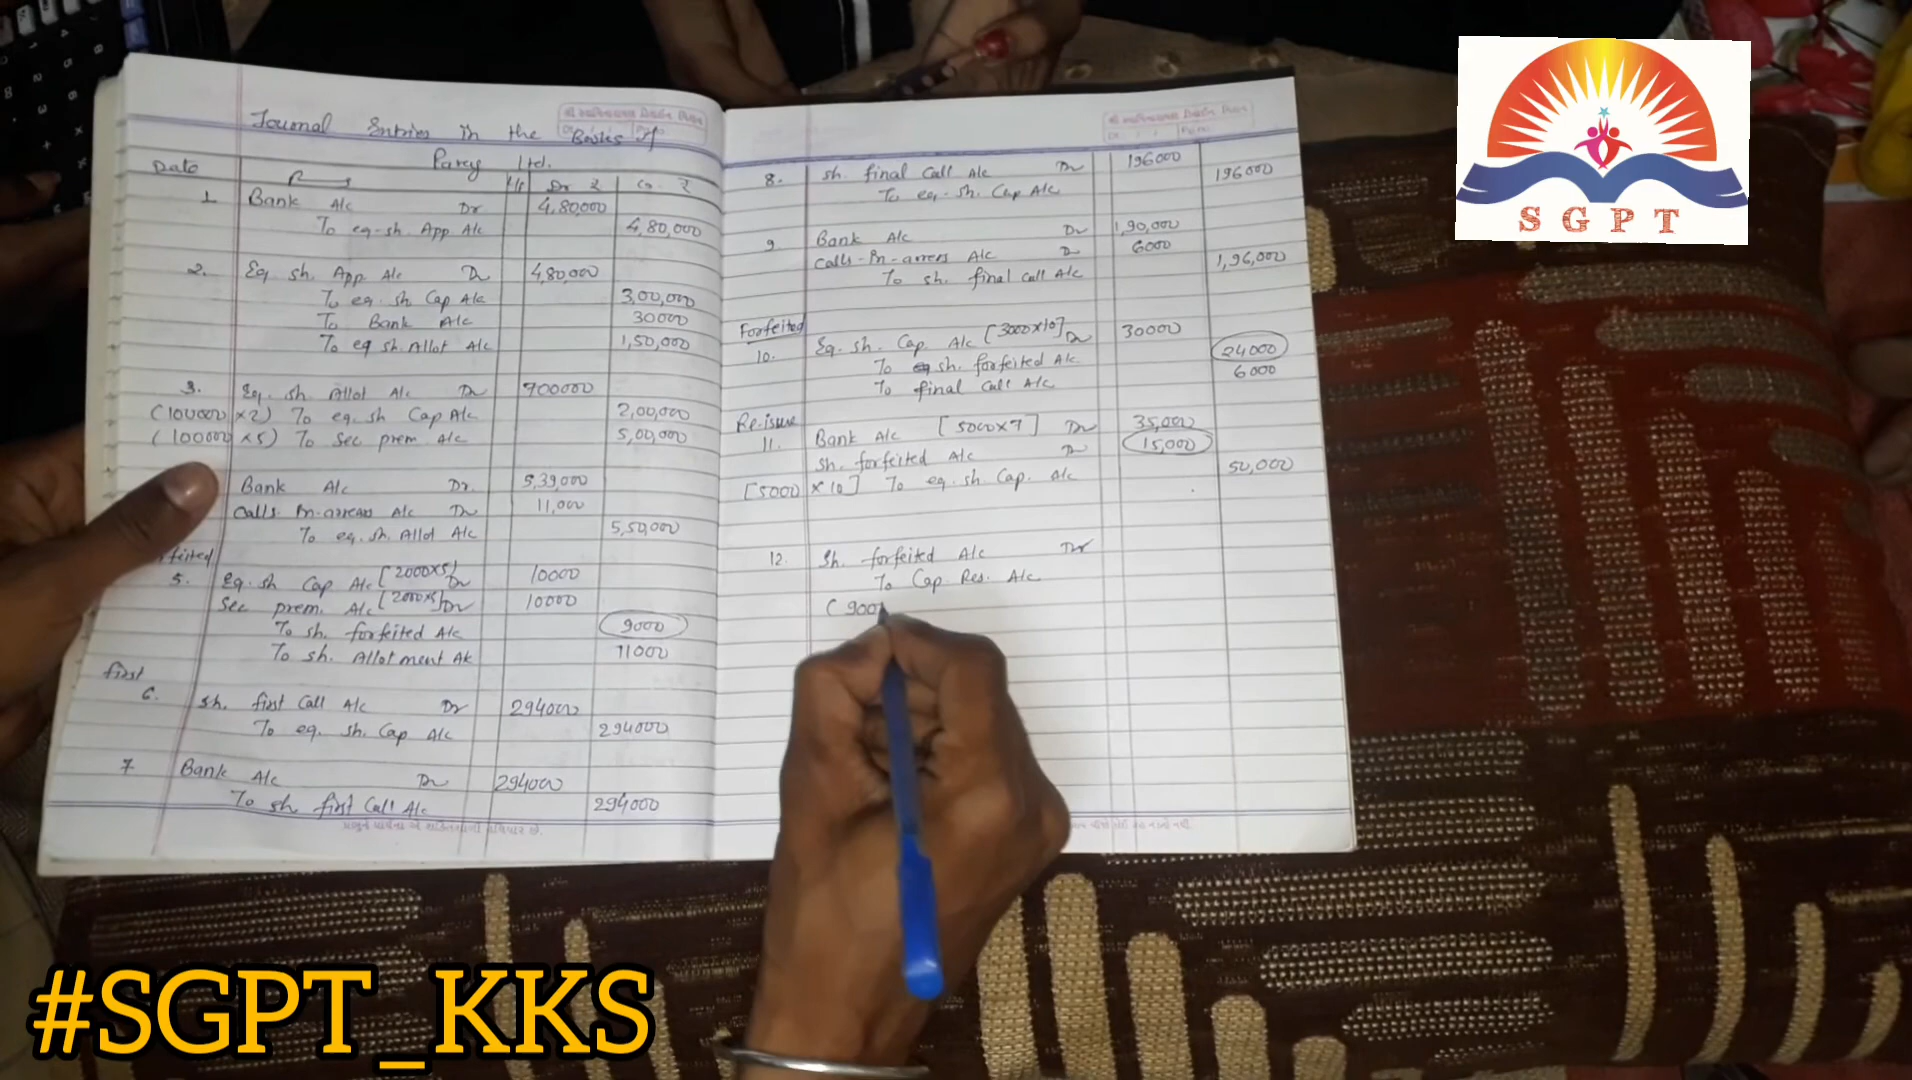 Journal Entries in the Books of
Parcy Ltd.
Date Dr ₹ Cr. ₹
1 Bank A/c Dr 4,80,000
To eq-sh. App A/c 4,80,000
2. Eq sh. App A/c Dr 4,80,000
To eq. sh Cap A/c 3,00,000
To Bank A/c 30000
To eq sh. Allot A/c 1,50,000
3. Eq. sh Allot A/c Dr 700000
(100000 x2) To eq. sh Cap A/c 2,00,000
(100000 x5) To Sec prem. A/c 5,00,000
Bank A/c Dr. 5,39,000
Calls-in-arrears A/c Dr 11,000
To eq. sh. Allot A/c 5,50,000
5. Eq. sh Cap A/c [2000x5] Dr 10000
Sec prem. A/c [2000x5] Dr 10000
To sh. forfeited A/c 9000
To sh. Allotment A/c 11000
first
6. sh. first Call A/c Dr 294000
To eq. sh. Cap A/c 294000
7 Bank A/c Dr 294000
To sh first Call A/c 294000
8. sh. final Call A/c Dr 196000
To eq-sh. Cap A/c 196000
9 Bank A/c Dr 1,90,000
Calls-in-arrers A/c Dr 6000
To sh. final Call A/c 1,96,000
Forfeited
10. Eq. sh. Cap. A/c [3000x10] Dr 30000
To sh. forfeited A/c 24000
To final Call A/c 6000
Re-issue
11. Bank A/c [5000x7] Dr 35,000
sh. forfeited A/c Dr 15,000
[5000 x10] To eq. sh. Cap. A/c 50,000
12. sh. forfeited A/c Dr
To Cap. Res. A/c
(900
SGPT
#SGPT_KKS